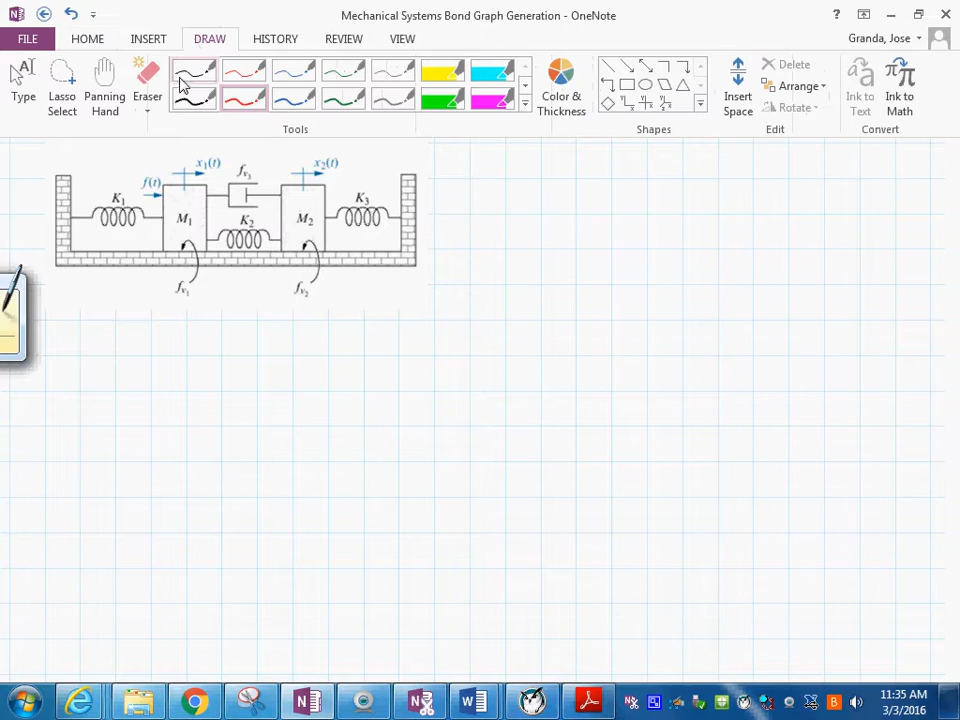 Mechanical Systems Bond Graph Generation - OneNote
?
FILE HOME INSERT DRAW HISTORY REVIEW VIEW
Granda, Jose
Type
Lasso Select
Panning Hand
Eraser
Color & Thickness
Insert Space
Delete
Arrange
Rotate
Ink to Text
Ink to Math
Tools
Shapes
Edit
Convert
x₁(t)
x₂(t)
f(t)
fᵥ₃
K₁
M₁
K₂
M₂
K₃
fᵥ₁
fᵥ₂
11:35 AM
3/3/2016